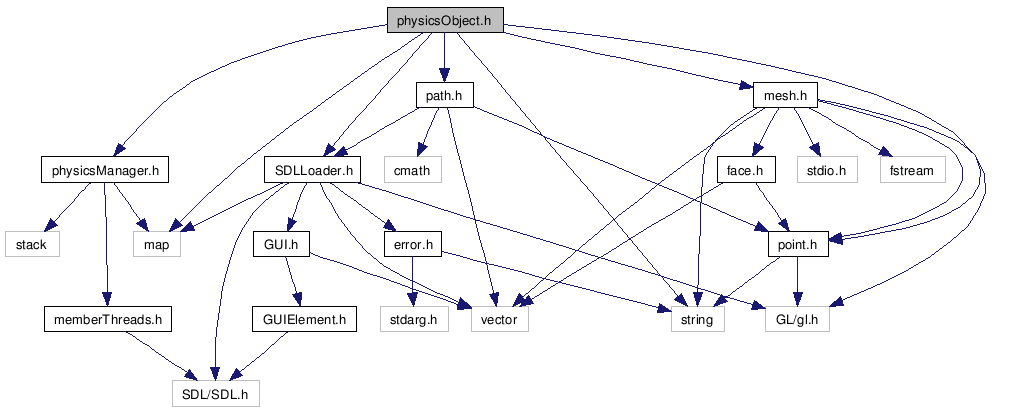 physicsObject.h
path.h
mesh.h
physicsManager.h
SDLLoader.h
cmath
face.h
stdio.h
fstream
stack
map
GUI.h
error.h
point.h
memberThreads.h
GUIElement.h
stdarg.h
vector
string
GL/gl.h
SDL/SDL.h